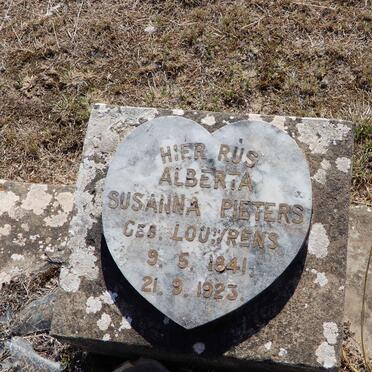 HIER RUS
ALBERTA
SUSANNA PIETERS
GEB. LOUWRENS
9. 5. 1841.
21. 9. 1923.